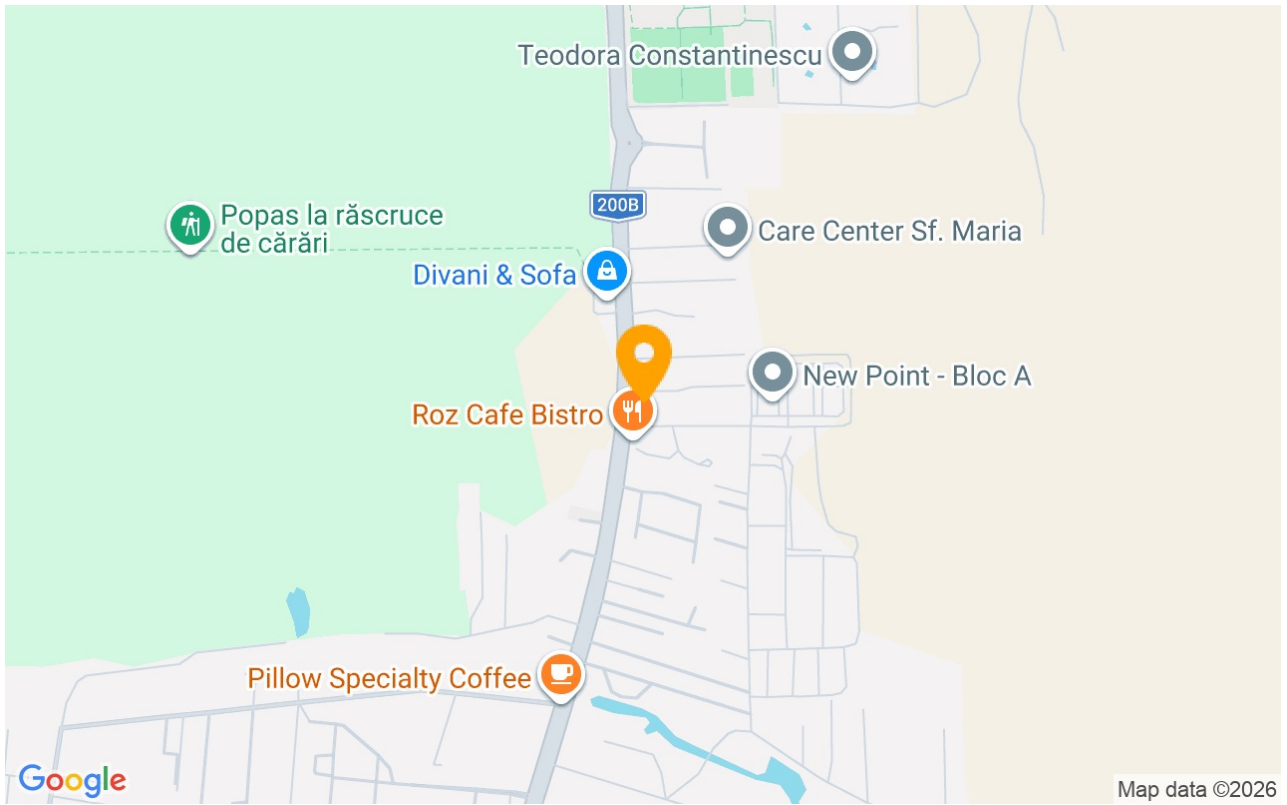 Teodora Constantinescu
200B
Popas la răscruce
de cărări
Care Center Sf. Maria
Divani & Sofa
New Point - Bloc A
Roz Cafe Bistro
Pillow Specialty Coffee
Google
Map data ©2026